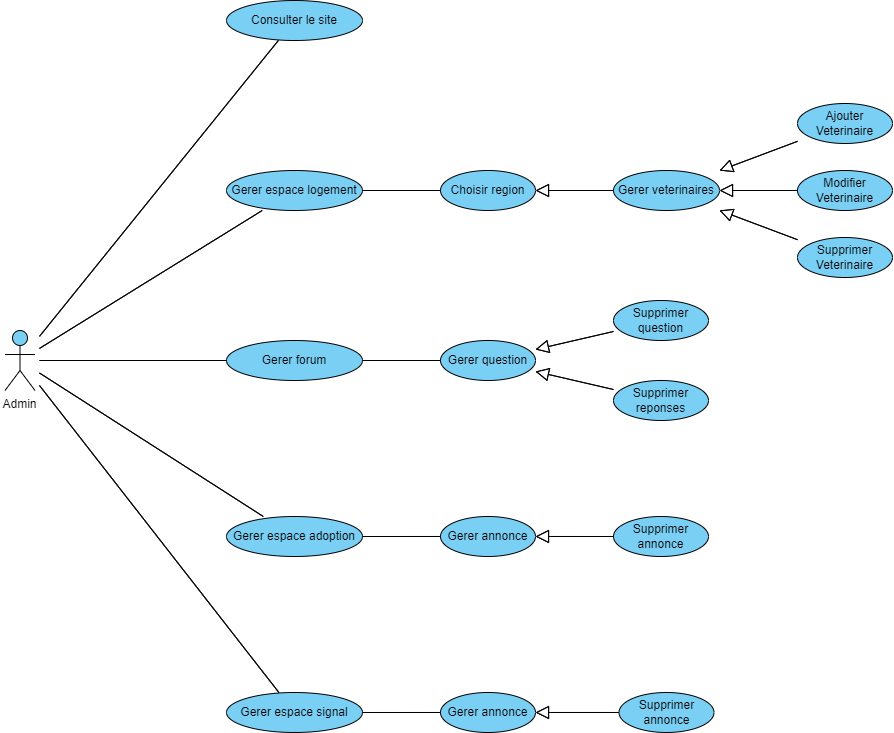 Consulter le site
Ajouter
Veterinaire
Gerer espace logement
Choisir region
Gerer veterinaires
Modifier
Veterinaire
Supprimer
Veterinaire
Supprimer
question
Gerer forum
Gerer question
Supprimer
reponses
Admin
Gerer espace adoption
Gerer annonce
Supprimer
annonce
Gerer espace signal
Gerer annonce
Supprimer
annonce